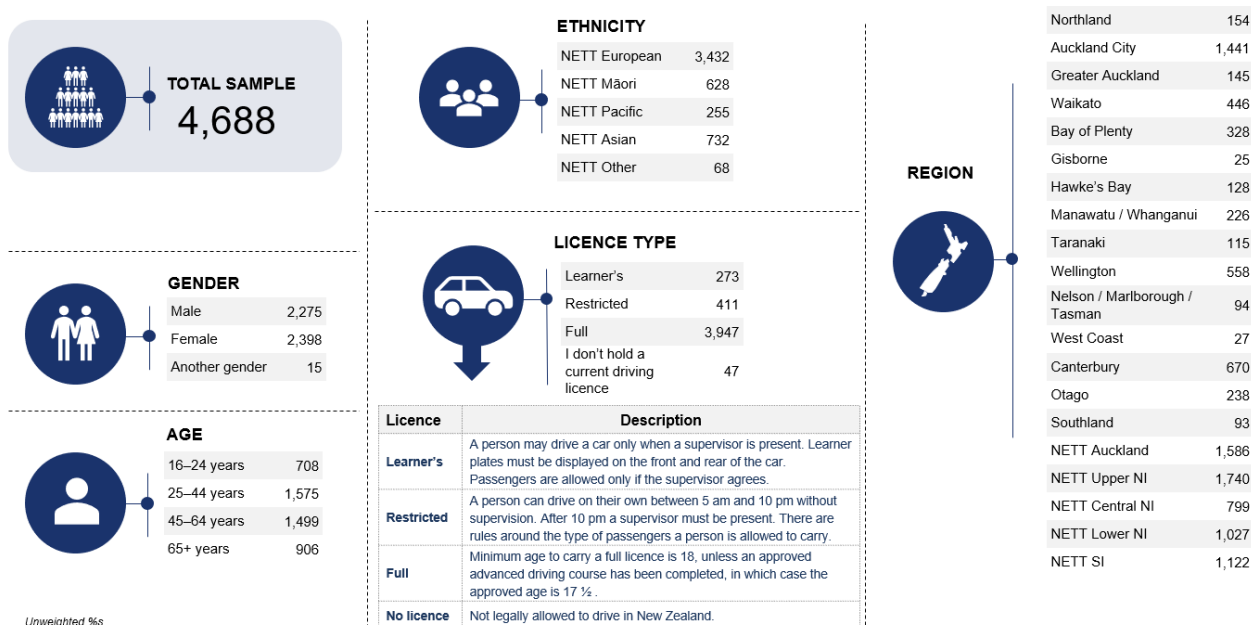 TOTAL SAMPLE
4,688
GENDER
Male 2,275
Female 2,398
Another gender 15
AGE
16–24 years 708
25–44 years 1,575
45–64 years 1,499
65+ years 906
Unweighted %s
ETHNICITY
NETT European 3,432
NETT Māori 628
NETT Pacific 255
NETT Asian 732
NETT Other 68
LICENCE TYPE
Learner’s 273
Restricted 411
Full 3,947
I don’t hold a
current driving 47
licence
Licence Description
A person may drive a car only when a supervisor is present. Learner
Learner’s plates must be displayed on the front and rear of the car.
Passengers are allowed only if the supervisor agrees.
A person can drive on their own between 5 am and 10 pm without
Restricted supervision. After 10 pm a supervisor must be present. There are
rules around the type of passengers a person is allowed to carry.
Minimum age to carry a full licence is 18, unless an approved
Full advanced driving course has been completed, in which case the
approved age is 17 ½ .
No licence Not legally allowed to drive in New Zealand.
REGION
Northland 154
Auckland City 1,441
Greater Auckland 145
Waikato 446
Bay of Plenty 328
Gisborne 25
Hawke’s Bay 128
Manawatu / Whanganui 226
Taranaki 115
Wellington 558
Nelson / Marlborough /
Tasman 94
West Coast 27
Canterbury 670
Otago 238
Southland 93
NETT Auckland 1,586
NETT Upper NI 1,740
NETT Central NI 799
NETT Lower NI 1,027
NETT SI 1,122